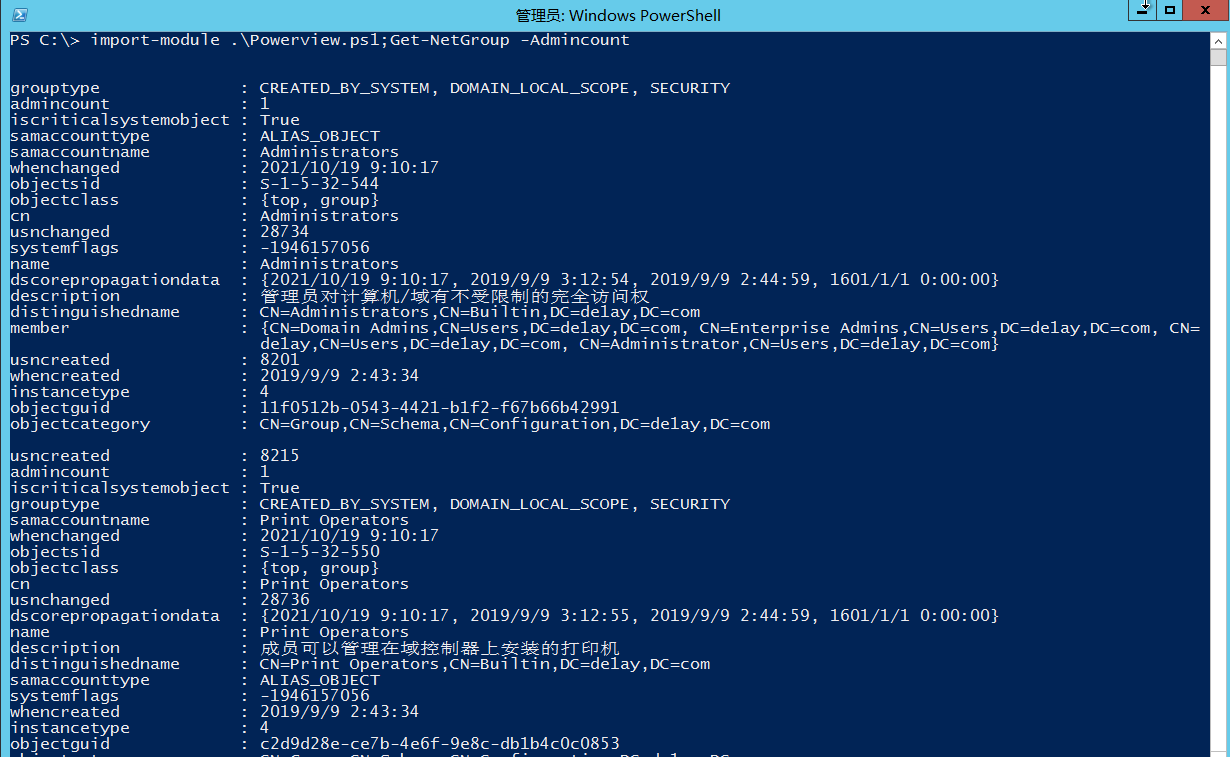 管理员: Windows PowerShell
PS C:\> import-module .\Powerview.ps1;Get-NetGroup -Admincount
grouptype : CREATED_BY_SYSTEM, DOMAIN_LOCAL_SCOPE, SECURITY
admincount : 1
iscriticalsystemobject : True
samaccounttype : ALIAS_OBJECT
samaccountname : Administrators
whenchanged : 2021/10/19 9:10:17
objectsid : S-1-5-32-544
objectclass : {top, group}
cn : Administrators
usnchanged : 28734
systemflags : -1946157056
name : Administrators
dscorepropagationdata : {2021/10/19 9:10:17, 2019/9/9 3:12:54, 2019/9/9 2:44:59, 1601/1/1 0:00:00}
description : 管理员对计算机/域有不受限制的完全访问权
distinguishedname : CN=Administrators,CN=Builtin,DC=delay,DC=com
member : {CN=Domain Admins,CN=Users,DC=delay,DC=com, CN=Enterprise Admins,CN=Users,DC=delay,DC=com, CN=
delay,CN=Users,DC=delay,DC=com, CN=Administrator,CN=Users,DC=delay,DC=com}
usncreated : 8201
whencreated : 2019/9/9 2:43:34
instancetype : 4
objectguid : 11f0512b-0543-4421-b1f2-f67b66b42991
objectcategory : CN=Group,CN=Schema,CN=Configuration,DC=delay,DC=com
usncreated : 8215
admincount : 1
iscriticalsystemobject : True
grouptype : CREATED_BY_SYSTEM, DOMAIN_LOCAL_SCOPE, SECURITY
samaccountname : Print Operators
whenchanged : 2021/10/19 9:10:17
objectsid : S-1-5-32-550
objectclass : {top, group}
cn : Print Operators
usnchanged : 28736
dscorepropagationdata : {2021/10/19 9:10:17, 2019/9/9 3:12:55, 2019/9/9 2:44:59, 1601/1/1 0:00:00}
name : Print Operators
description : 成员可以管理在域控制器上安装的打印机
distinguishedname : CN=Print Operators,CN=Builtin,DC=delay,DC=com
samaccounttype : ALIAS_OBJECT
systemflags : -1946157056
whencreated : 2019/9/9 2:43:34
instancetype : 4
objectguid : c2d9d28e-ce7b-4e6f-9e8c-db1b4c0c0853